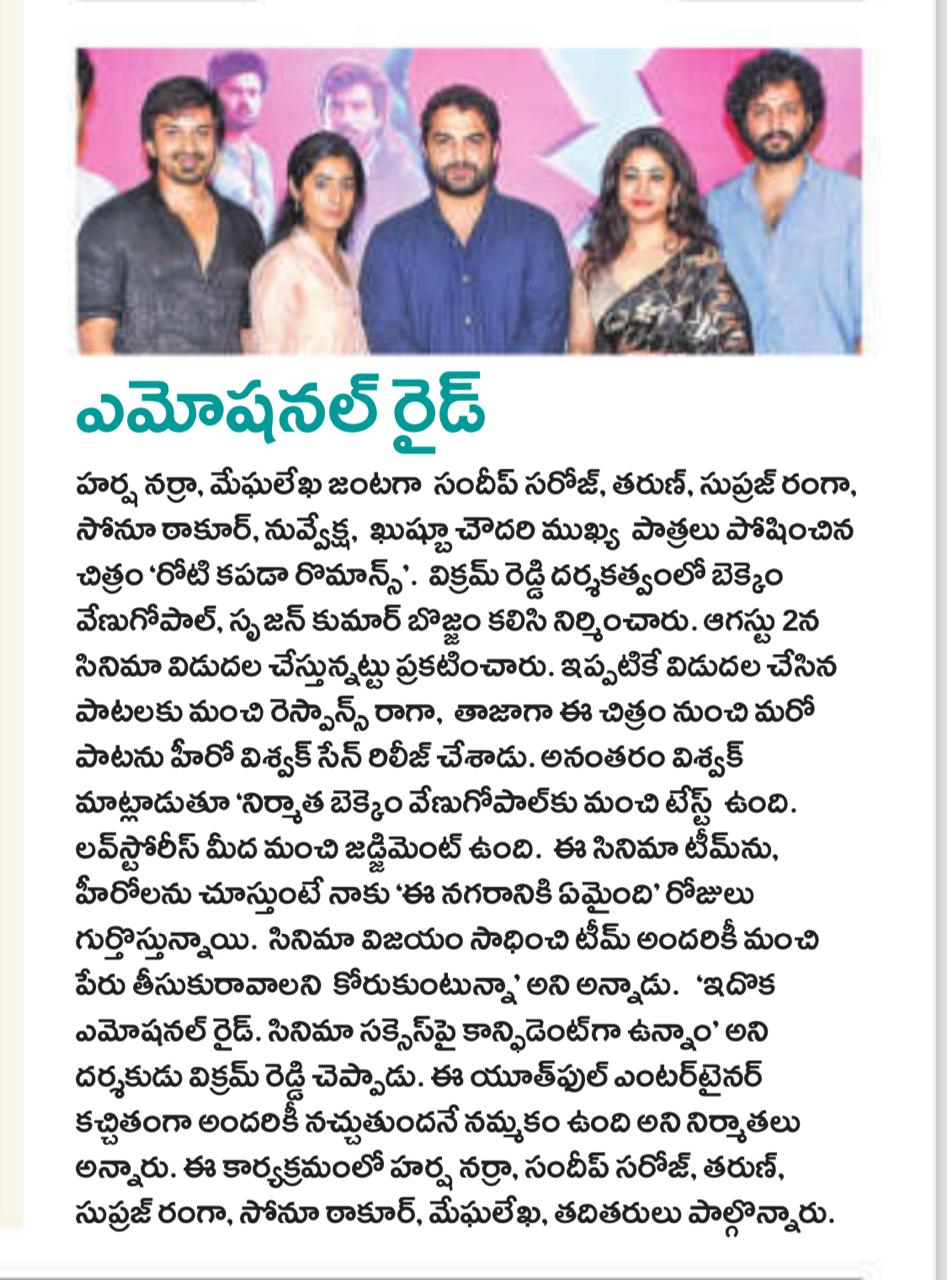 ఎమోషనల్ రైడ్
హర్ష నర్రా, మేఘలేఖ జంటగా సందీప్ సరోజ్, తరుణ్, సుప్రజ్ రంగా,
సోనూ ఠాకూర్, నువ్వేక్ష, ఖుష్బూ చౌదరి ముఖ్య పాత్రలు పోషించిన
చిత్రం ‘రోటి కపడా రొమాన్స్’. విక్రమ్ రెడ్డి దర్శకత్వంలో బెక్కెం
వేణుగోపాల్, సృజన్ కుమార్ బొజ్జం కలిసి నిర్మించారు. ఆగస్టు 2న
సినిమా విడుదల చేస్తున్నట్టు ప్రకటించారు. ఇప్పటికే విడుదల చేసిన
పాటలకు మంచి రెస్పాన్స్ రాగా, తాజాగా ఈ చిత్రం నుంచి మరో
పాటను హీరో విశ్వక్ సేన్ రిలీజ్ చేశాడు. అనంతరం విశ్వక్
మాట్లాడుతూ ‘నిర్మాత బెక్కెం వేణుగోపాల్‌కు మంచి టేస్ట్ ఉంది.
లవ్‌స్టోరీస్ మీద మంచి జడ్జిమెంట్ ఉంది. ఈ సినిమా టీమ్‌ను,
హీరోలను చూస్తుంటే నాకు ‘ఈ నగరానికి ఏమైంది’ రోజులు
గుర్తొస్తున్నాయి. సినిమా విజయం సాధించి టీమ్ అందరికీ మంచి
పేరు తీసుకురావాలని కోరుకుంటున్నా’ అని అన్నాడు. ‘ఇదొక
ఎమోషనల్ రైడ్. సినిమా సక్సెస్‌పై కాన్ఫిడెంట్‌గా ఉన్నాం’ అని
దర్శకుడు విక్రమ్ రెడ్డి చెప్పాడు. ఈ యూత్‌ఫుల్ ఎంటర్‌టైనర్
కచ్చితంగా అందరికీ నచ్చుతుందనే నమ్మకం ఉంది అని నిర్మాతలు
అన్నారు. ఈ కార్యక్రమంలో హర్ష నర్రా, సందీప్ సరోజ్, తరుణ్,
సుప్రజ్ రంగా, సోనూ ఠాకూర్, మేఘలేఖ, తదితరులు పాల్గొన్నారు.